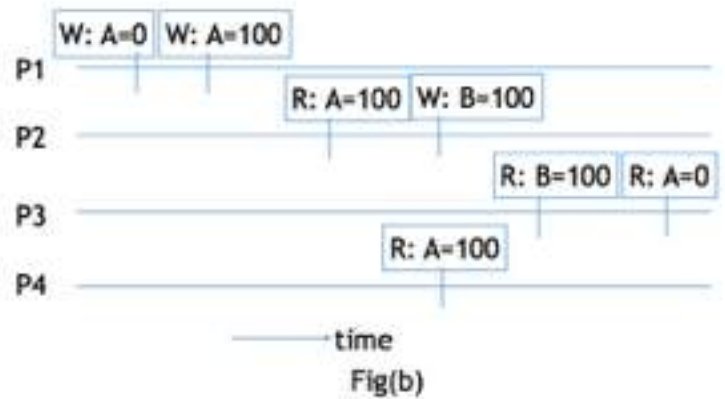 W: A=0 W: A=100
P1
R: A=100 W: B=100
P2
R: B=100 R: A=0
P3
R: A=100
P4
time
Fig(b)